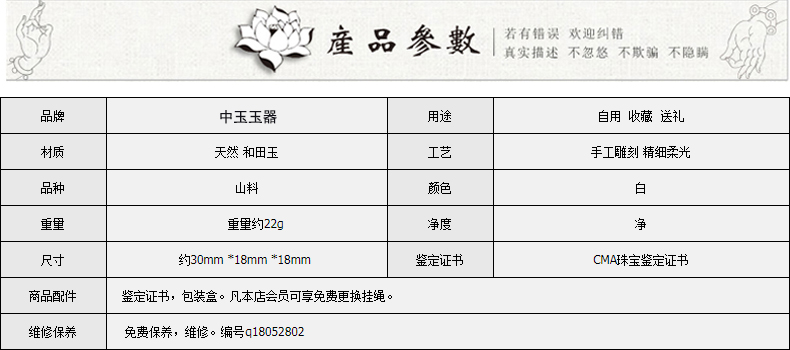 産品參數
若有错误 欢迎纠错
真实描述 不忽悠 不欺骗 不隐瞒
品牌 中玉玉器 用途 自用 收藏 送礼
材质 天然 和田玉 工艺 手工雕刻 精细柔光
品种 山料 颜色 白
重量 重量约22g 净度 净
尺寸 约30mm *18mm *18mm 鉴定证书 CMA珠宝鉴定证书
商品配件 鉴定证书，包装盒。凡本店会员可享免费更换挂绳。
维修保养 免费保养，维修。编号q18052802